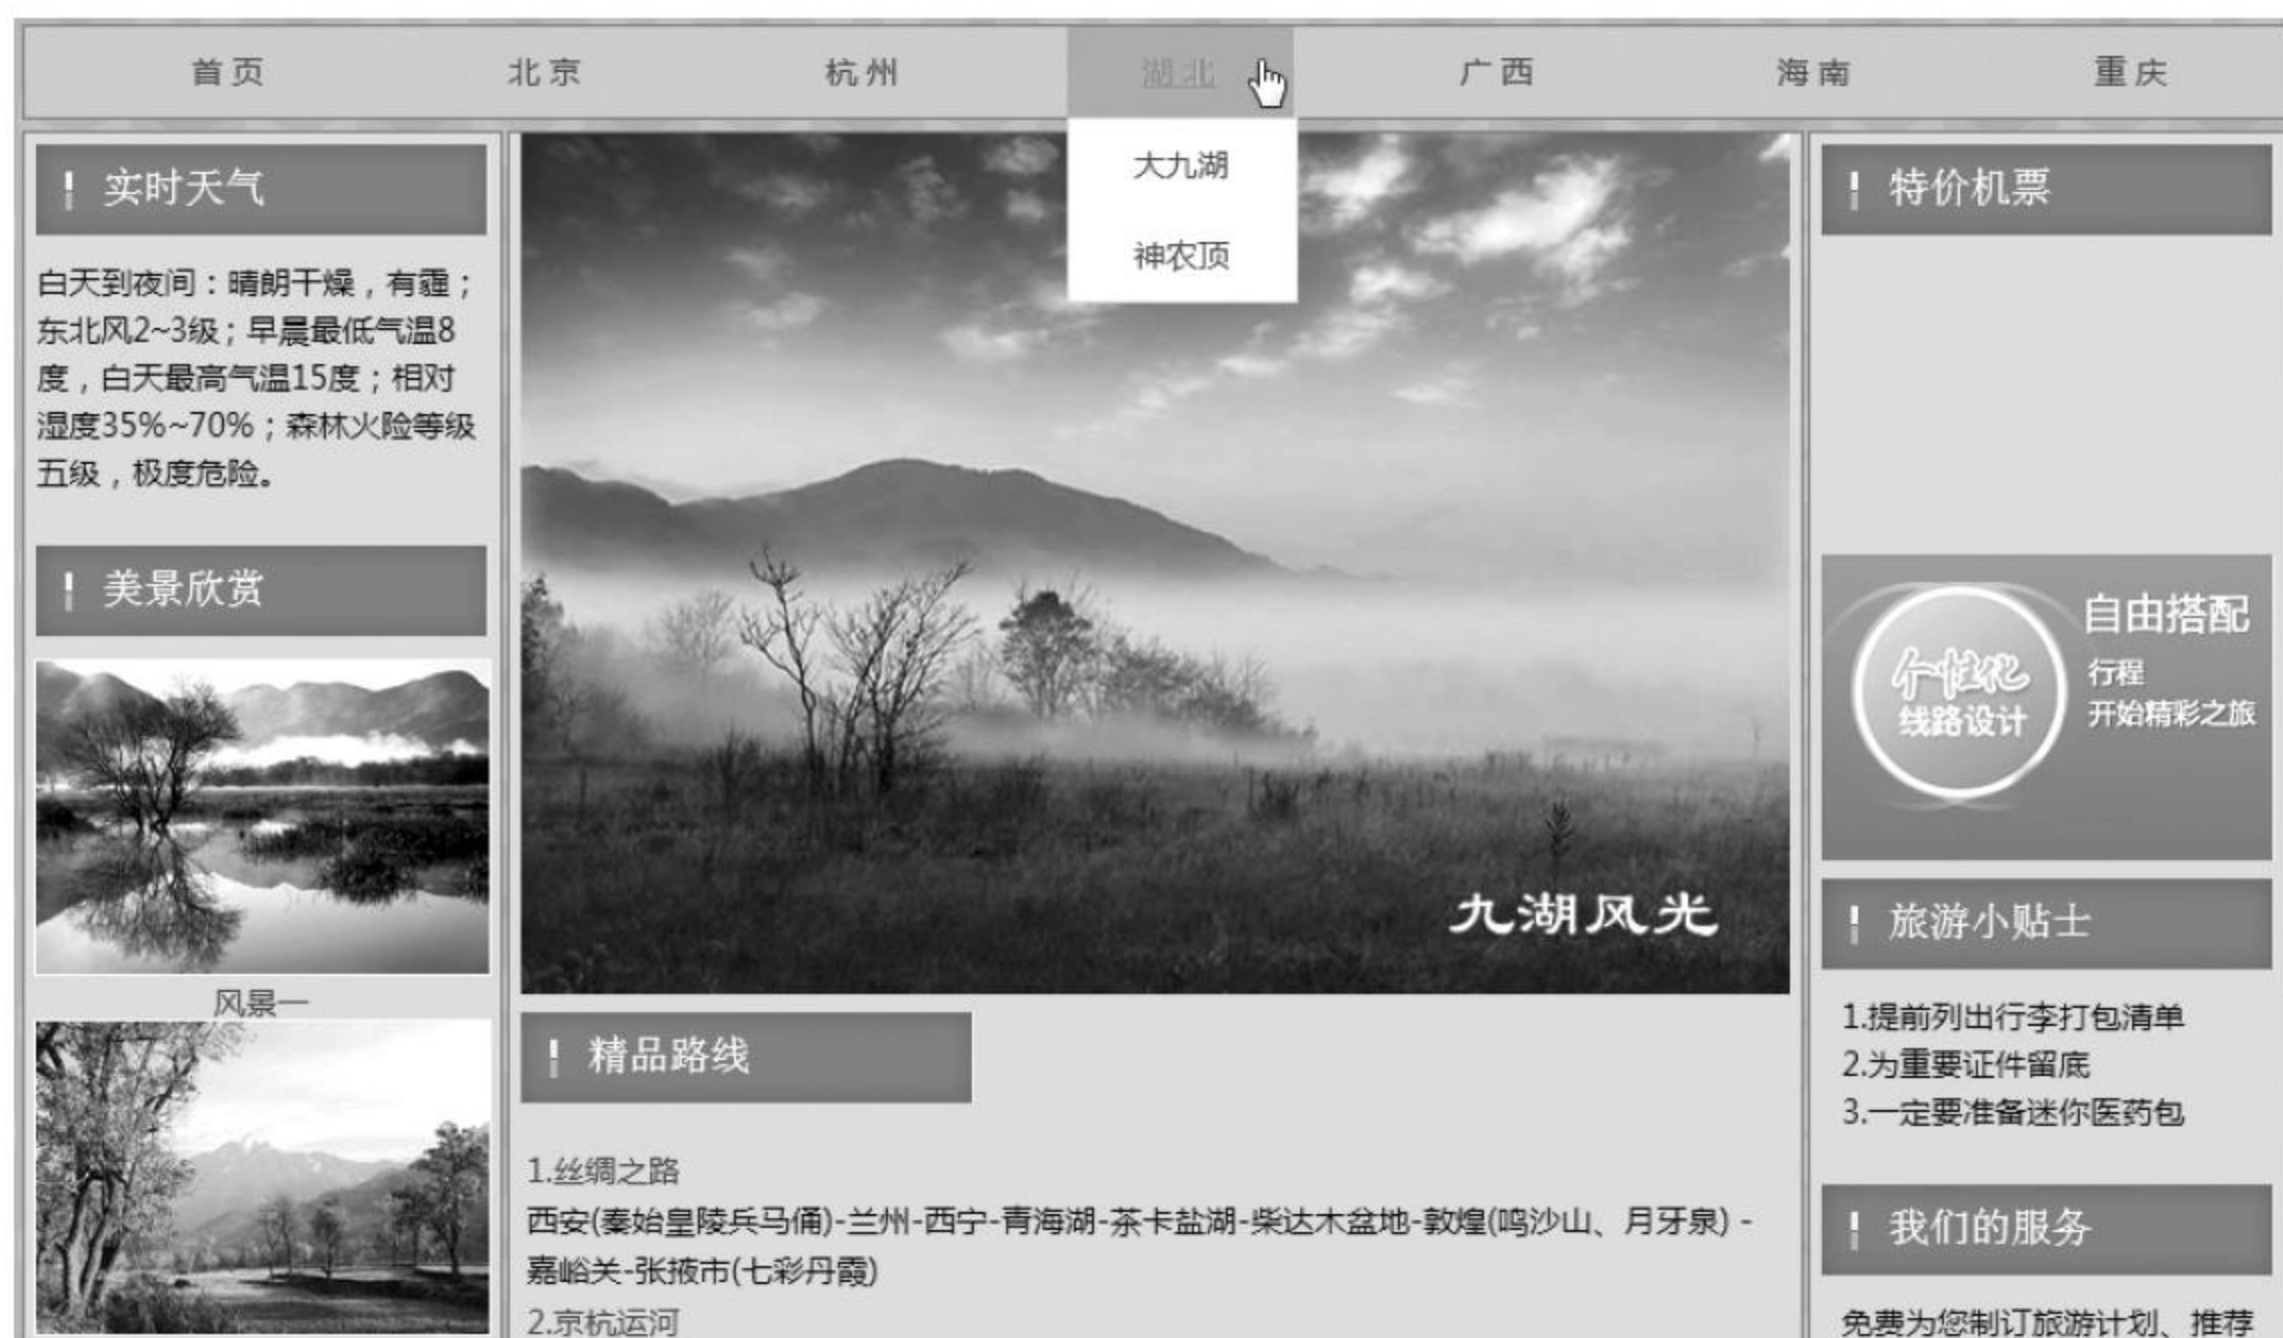 首页 北京 杭州 湖北 广西 海南 重庆
大九湖
神农顶
实时天气
白天到夜间：晴朗干燥，有霾；
东北风2~3级；早晨最低气温8
度，白天最高气温15度；相对
湿度35%~70%；森林火险等级
五级，极度危险。
美景欣赏
风景一
九湖风光
精品路线
1.丝绸之路
西安(秦始皇陵兵马俑)-兰州-西宁-青海湖-茶卡盐湖-柴达木盆地-敦煌(鸣沙山、月牙泉) -
嘉峪关-张掖市(七彩丹霞)
2.京杭运河
特价机票
个性化
线路设计
自由搭配
行程
开始精彩之旅
旅游小贴士
1.提前列出行李打包清单
2.为重要证件留底
3.一定要准备迷你医药包
我们的服务
免费为您制订旅游计划、推荐